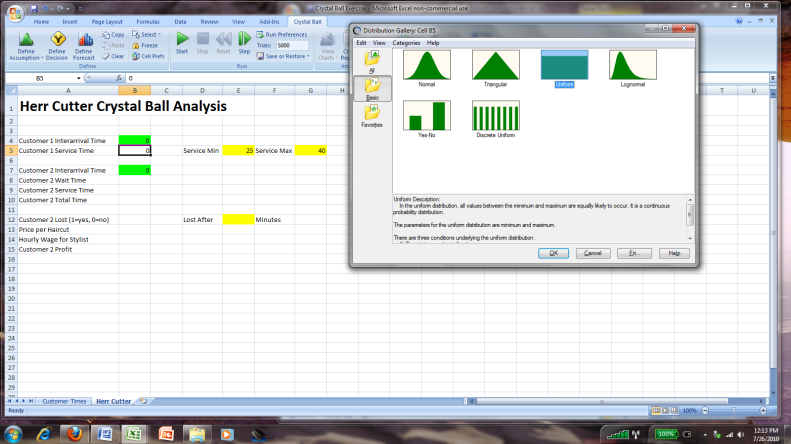 Crystal Ball Exercise - Microsoft Excel non-commercial use
Home Insert Page Layout Formulas Data Review View Add-Ins Crystal Ball
Define Assumption
Define Decision
Define Forecast
Copy
Paste
Clear
Select
Freeze
Cell Prefs
Define
Start Stop Reset Step
Run Preferences
Trials: 5000
Save or Restore
Run
View Charts
B5 fx 0
A B C D E F G H T U
1 Herr Cutter Crystal Ball Analysis
2
3
4 Customer 1 Interarrival Time 0
5 Customer 1 Service Time 0 Service Min 25 Service Max 40
6
7 Customer 2 Interarrival Time 0
8 Customer 2 Wait Time
9 Customer 2 Service Time
10 Customer 2 Total Time
11
12 Customer 2 Lost (1=yes, 0=no) Lost After Minutes
13 Price per Haircut
14 Hourly Wage for Stylist
15 Customer 2 Profit
16
17
18
19
20
21
22
23
24
25
26
27
28
29
Customer Times Herr Cutter
Ready
100%
Distribution Gallery: Cell B5
Edit View Categories Help
All
Basic
Favorites
Normal Triangular Uniform Lognormal
Yes-No Discrete Uniform
Uniform Description:
In the uniform distribution, all values between the minimum and maximum are equally likely to occur. It is a continuous
probability distribution.
The parameters for the uniform distribution are minimum and maximum.
There are three conditions underlying the uniform distribution:
OK Cancel Fit... Help
100%
12:13 PM
7/26/2010